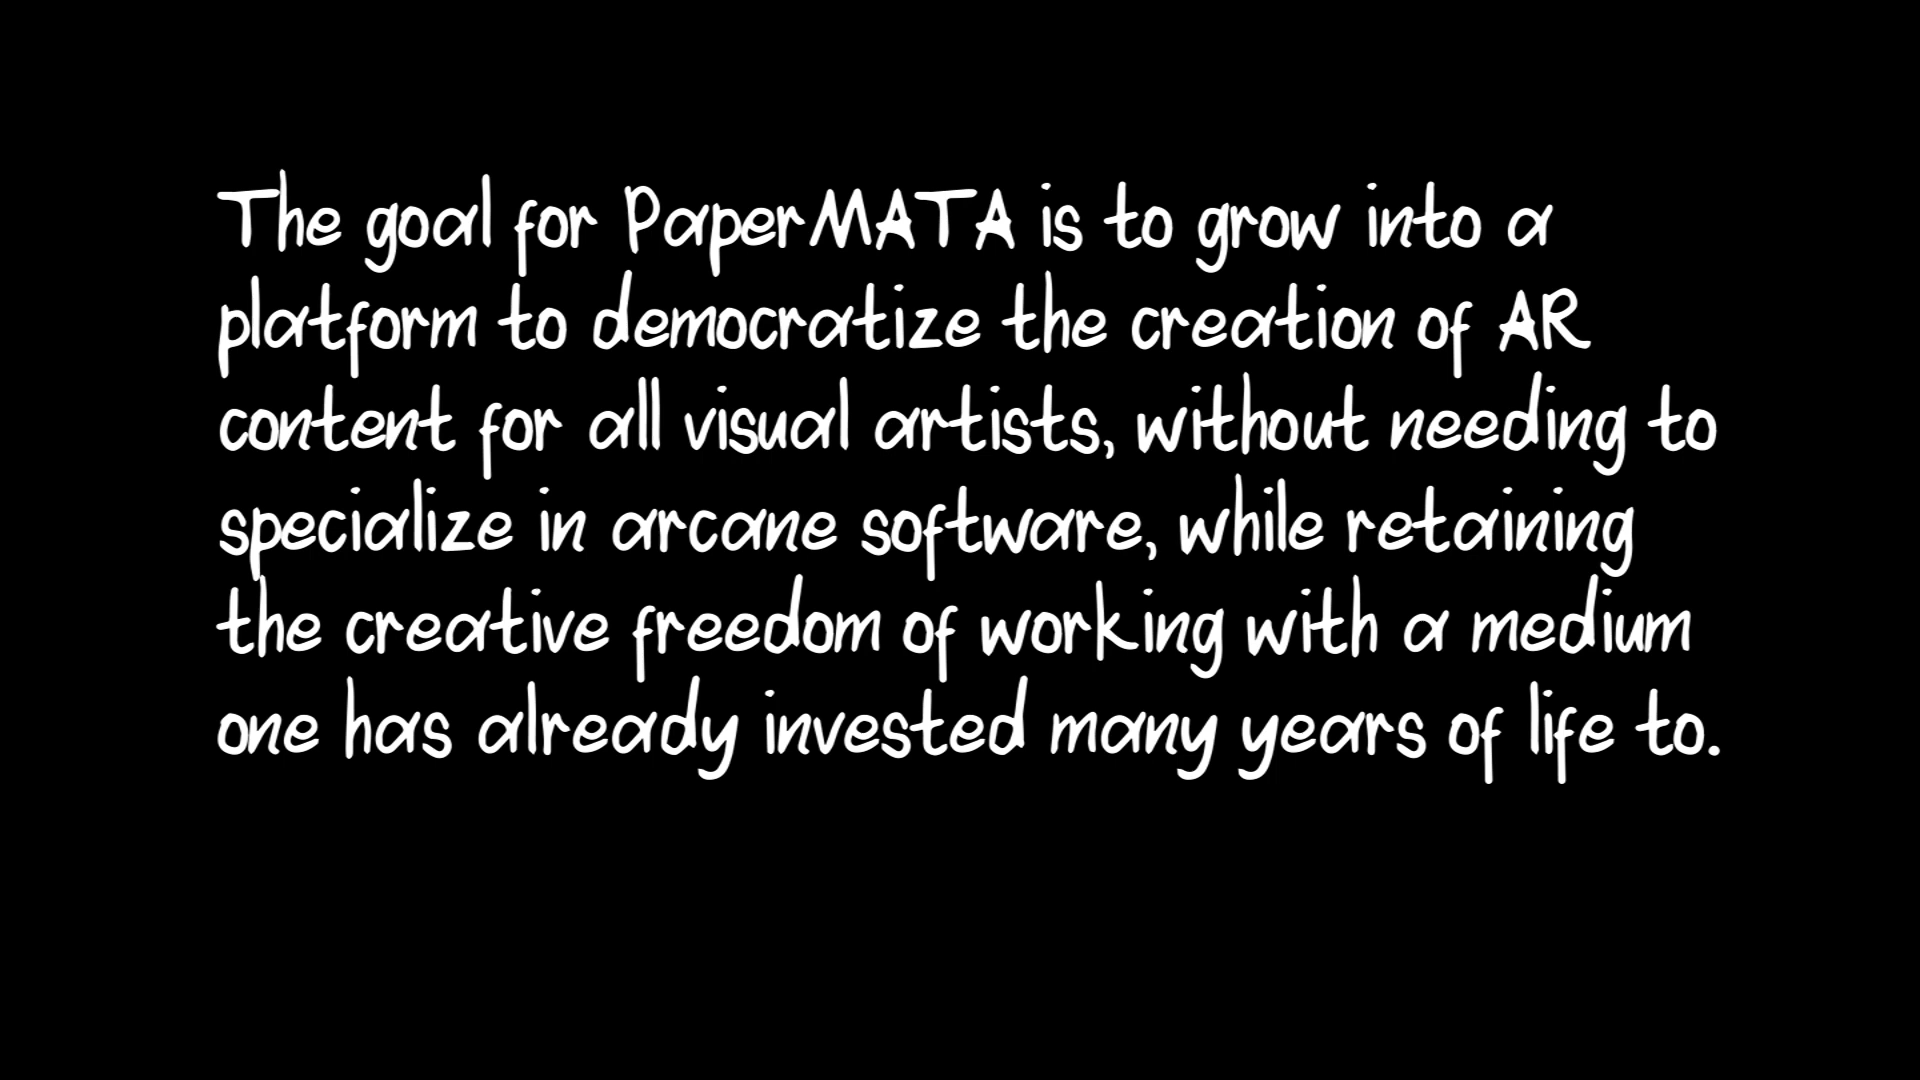 The goal for PaperMATA is to grow into a
platform to democratize the creation of AR
content for all visual artists, without needing to
specialize in arcane software, while retaining
the creative freedom of working with a medium
one has already invested many years of life to.